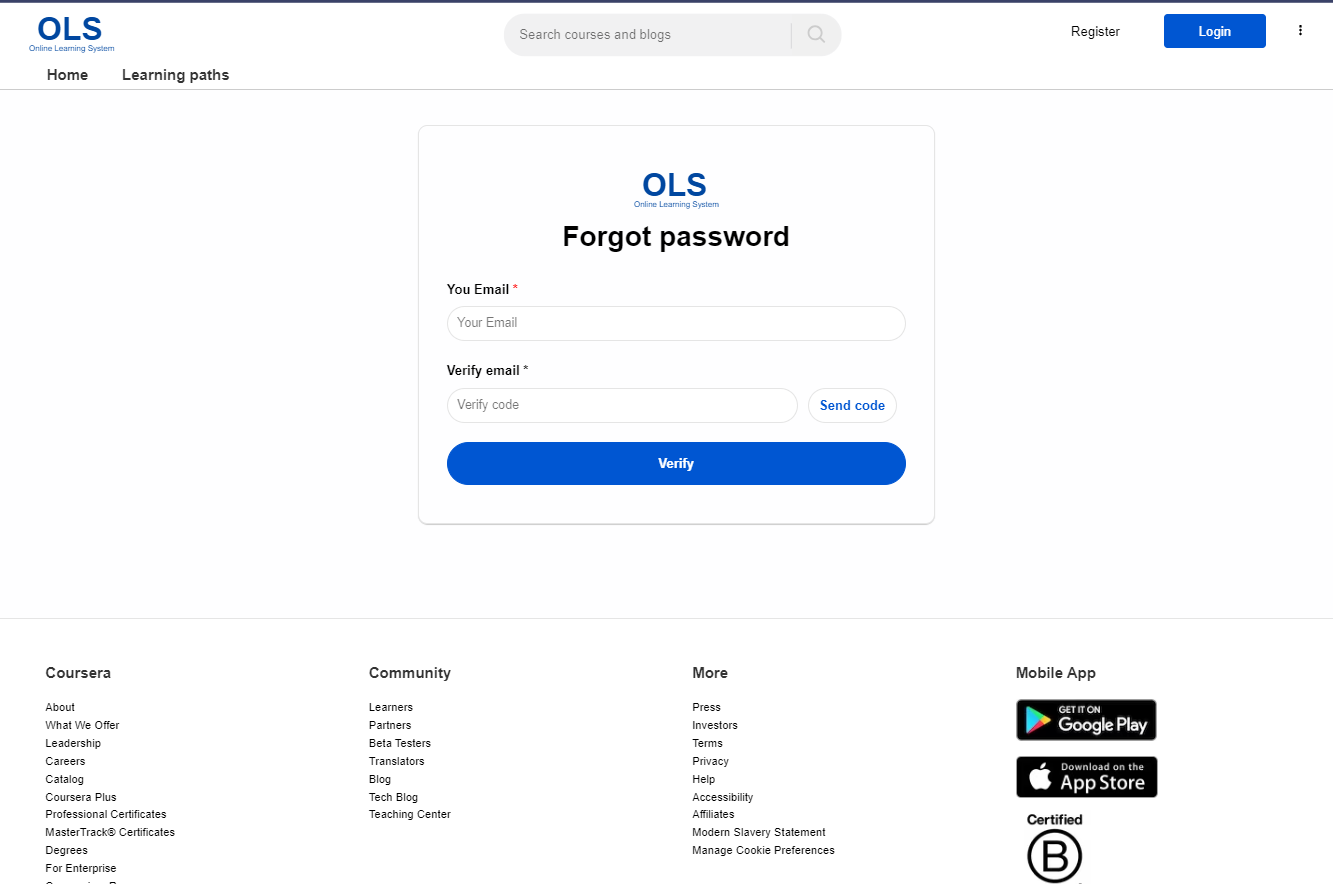 OLS
Online Learning System
Search courses and blogs
Register
Login
Home
Learning paths
OLS
Online Learning System
Forgot password
You Email *
Your Email
Verify email *
Verify code
Send code
Verify
Coursera
About
What We Offer
Leadership
Careers
Catalog
Coursera Plus
Professional Certificates
MasterTrack® Certificates
Degrees
For Enterprise
Community
Learners
Partners
Beta Testers
Translators
Blog
Tech Blog
Teaching Center
More
Press
Investors
Terms
Privacy
Help
Accessibility
Affiliates
Modern Slavery Statement
Manage Cookie Preferences
Mobile App
GET IT ON
Google Play
Download on the
App Store
Certified
B